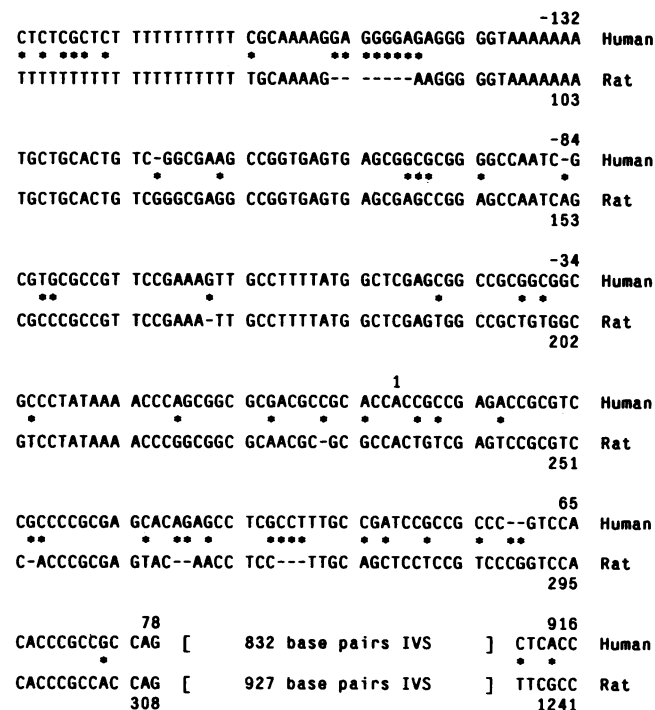 -132
CTCTCGCTCT TTTTTTTTTT CGCAAAAGGA GGGGAGAGGG GGTAAAAAAA Human
* * *** * * ** ******
TTTTTTTTTT TTTTTTTTTT TGCAAAAG-- -----AAGGG GGTAAAAAAA Rat
103
-84
TGCTGCACTG TC-GGCGAAG CCGGTGAGTG AGCGGCGCGG GGCCAATC-G Human
* * *** * *
TGCTGCACTG TCGGGCGAGG CCGGTGAGTG AGCGAGCCGG AGCCAATCAG Rat
153
-34
CGTGCGCCGT TCCGAAAGTT GCCTTTTATG GCTCGAGCGG CCGCGGCGGC Human
** * * * *
CGCCCGCCGT TCCGAAA-TT GCCTTTTATG GCTCGAGTGG CCGCTGTGGC Rat
202
1
GCCCTATAAA ACCCAGCGGC GCGACGCCGC ACCACCGCCG AGACCGCGTC Human
* * * * * * * *
GTCCTATAAA ACCCGGCGGC GCAACGC-GC GCCACTGTCG AGTCCGCGTC Rat
251
65
CGCCCCGCGA GCACAGAGCC TCGCCTTTGC CGATCCGCCG CCC--GTCCA Human
** * ** * **** * * * * **
C-ACCCGCGA GTAC--AACC TCC---TTGC AGCTCCTCCG TCCCGGTCCA Rat
295
78 916
CACCCGCCGC CAG [ 832 base pairs IVS ] CTCACC Human
* * *
CACCCGCCAC CAG [ 927 base pairs IVS ] TTCGCC Rat
308 1241